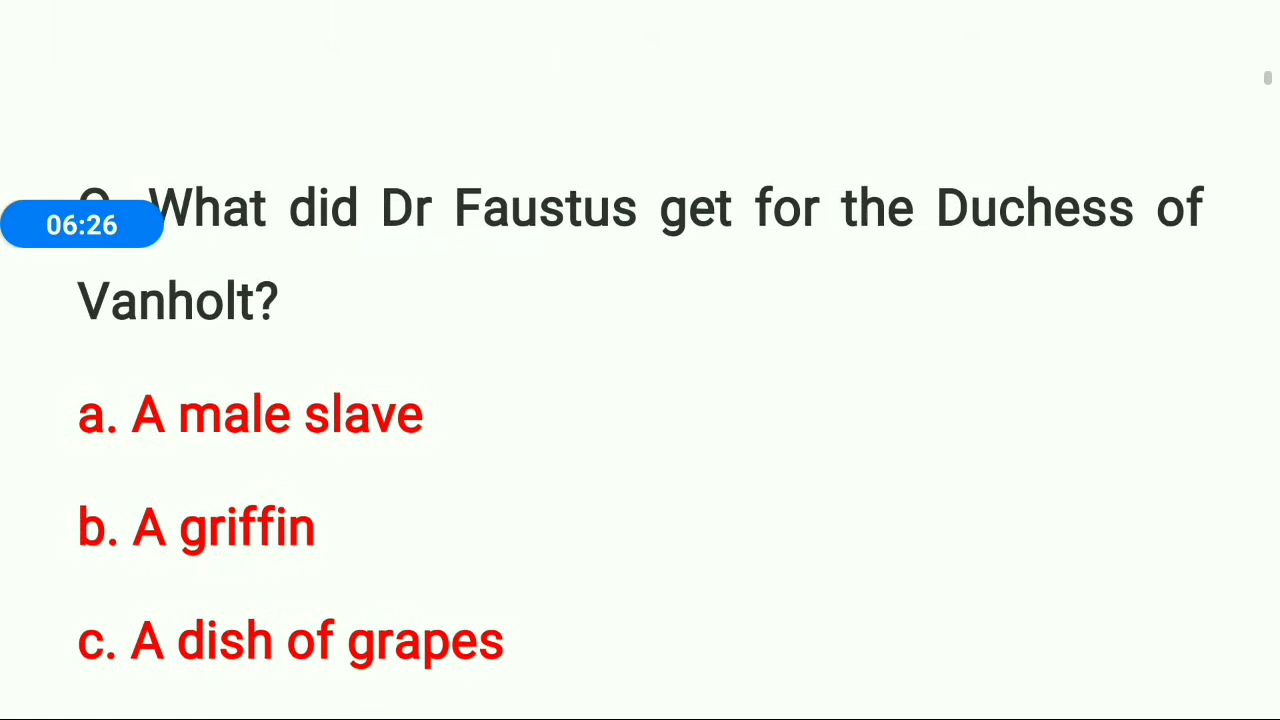 What did Dr Faustus get for the Duchess of
06:26
Vanholt?
a. A male slave
b. A griffin
c. A dish of grapes